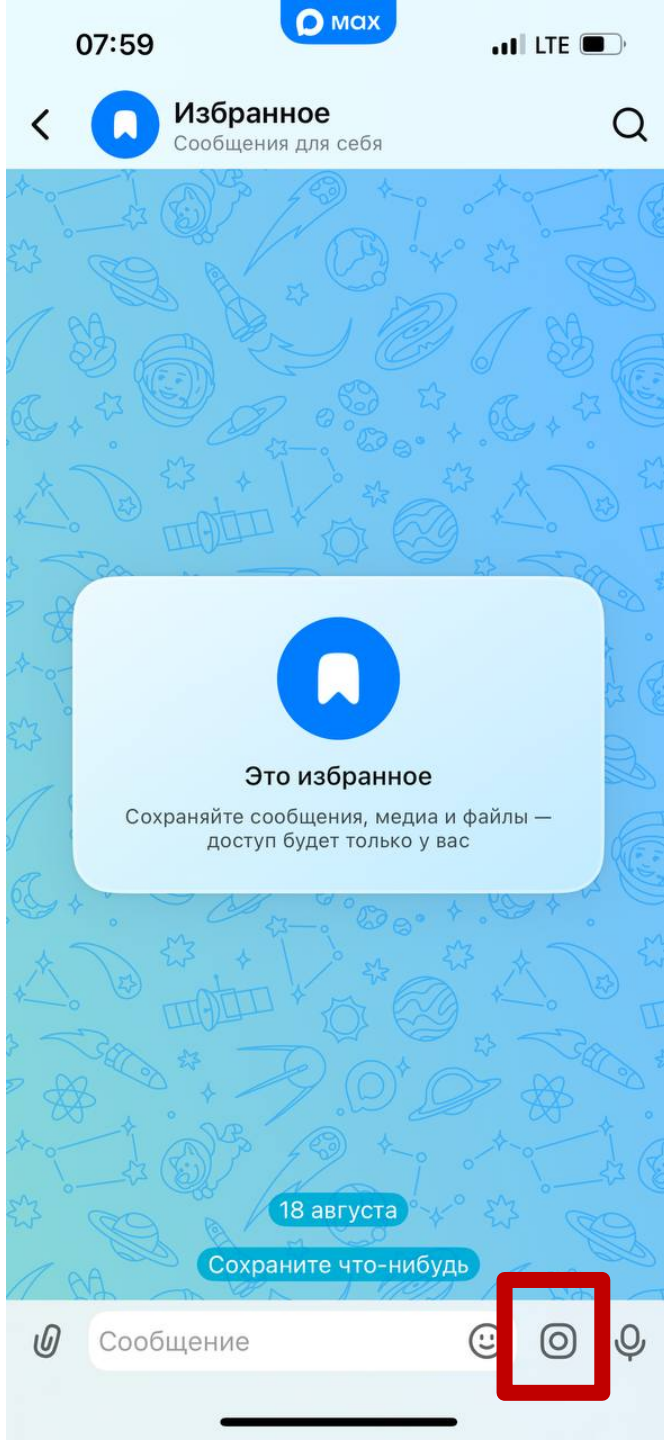 max
07:59
LTE
Избранное
Сообщения для себя
Это избранное
Сохраняйте сообщения, медиа и файлы —
доступ будет только у вас
18 августа
Сохраните что-нибудь
Сообщение